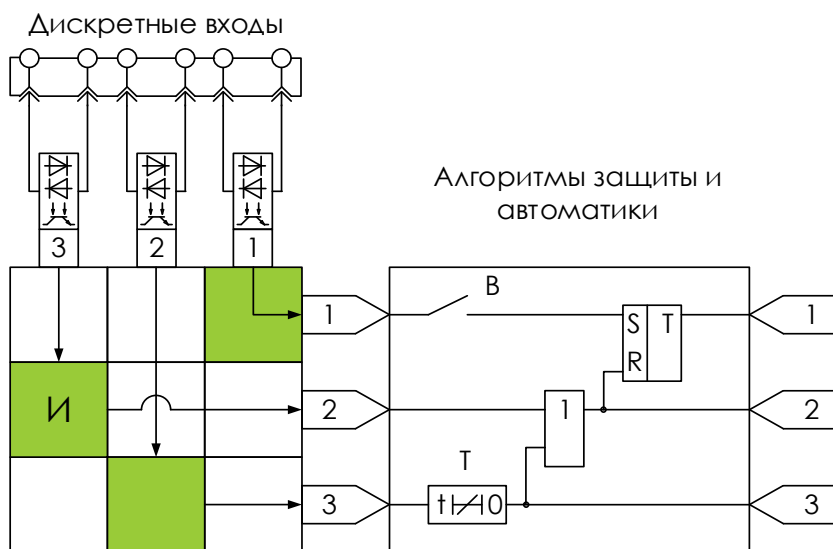 Дискретные входы
Алгоритмы защиты и
автоматики
3 2 1
1 В S T 1
R
И 2 1 2
T
3 t 0 3